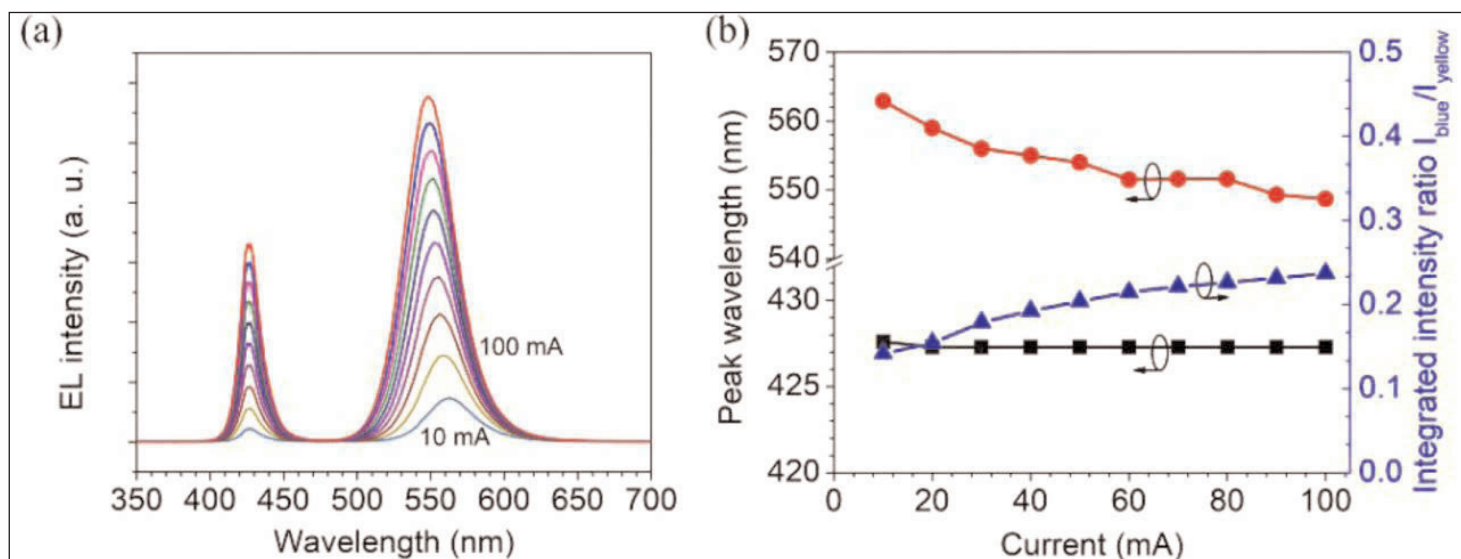 (a)
EL intensity (a. u.)
100 mA
10 mA
350 400 450 500 550 600 650 700
Wavelength (nm)
(b)
Peak wavelength (nm)
570
560
550
540
430
425
420
0 20 40 60 80 100
Current (mA)
0.5
0.4
0.3
0.2
0.1
0.0
Integrated intensity ratio I_blue/I_yellow